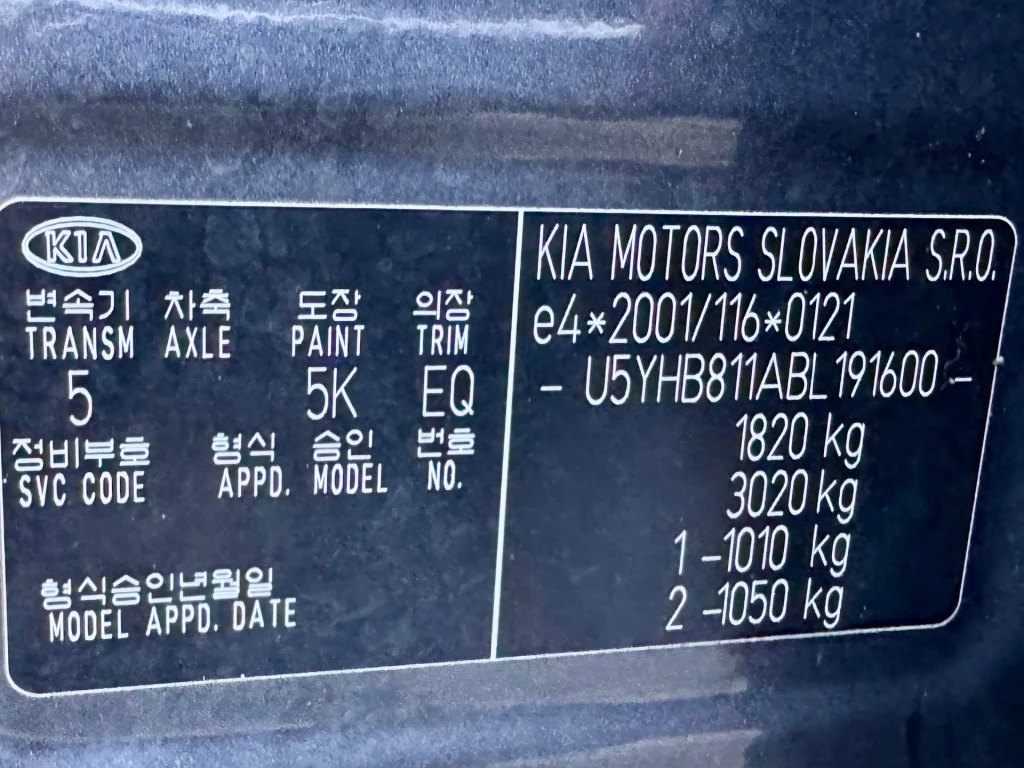 KIA
변속기 차축 도장 의장
TRANSM AXLE PAINT TRIM
5 5K EQ
정비부호 형식 승인 번호
SVC CODE APPD. MODEL NO.
형식승인년월일
MODEL APPD. DATE
KIA MOTORS SLOVAKIA S.R.O.
e4*2001/116*0121
- U5YHB811ABL191600 -
1820 kg
3020 kg
1 -1010 kg
2 -1050 kg